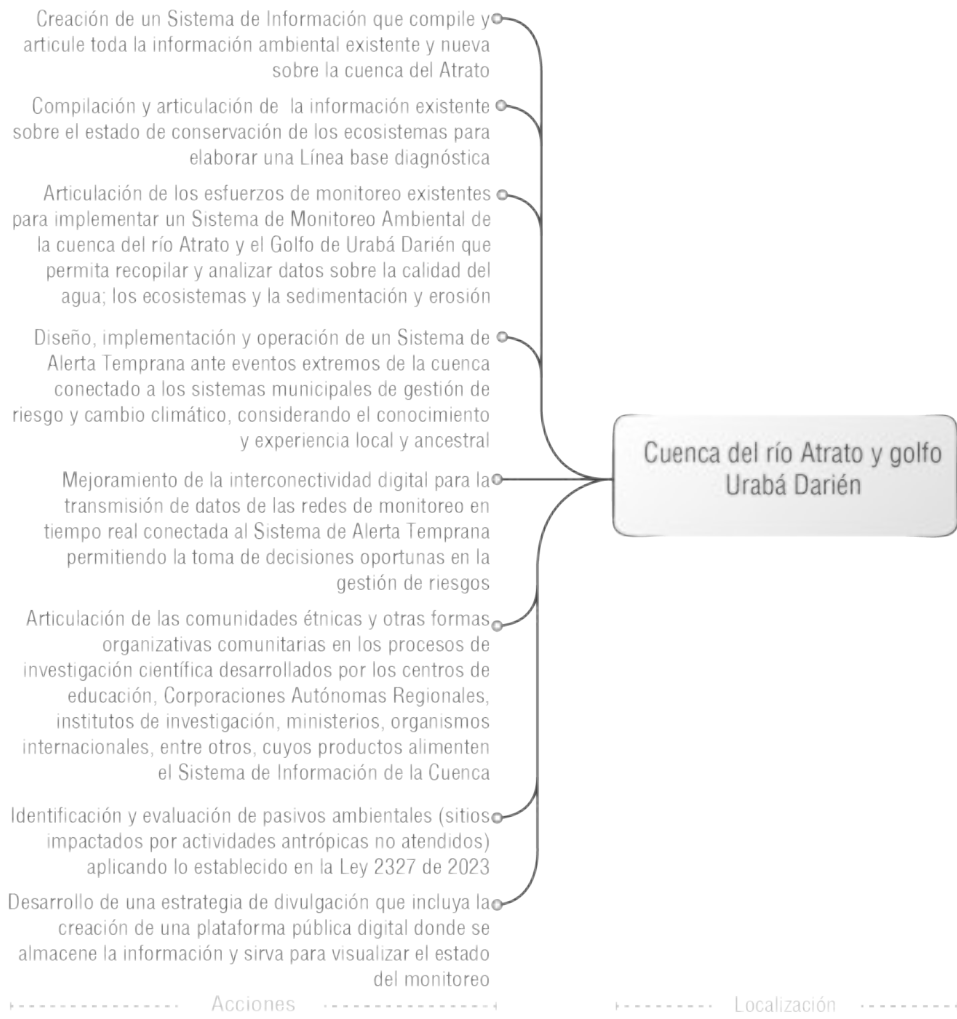 Creación de un Sistema de Información que compile y
articule toda la información ambiental existente y nueva
sobre la cuenca del Atrato
Compilación y articulación de la información existente
sobre el estado de conservación de los ecosistemas para
elaborar una Línea base diagnóstica
Articulación de los esfuerzos de monitoreo existentes
para implementar un Sistema de Monitoreo Ambiental de
la cuenca del río Atrato y el Golfo de Urabá Darién que
permita recopilar y analizar datos sobre la calidad del
agua; los ecosistemas y la sedimentación y erosión
Diseño, implementación y operación de un Sistema de
Alerta Temprana ante eventos extremos de la cuenca
conectado a los sistemas municipales de gestión de
riesgo y cambio climático, considerando el conocimiento
y experiencia local y ancestral
Mejoramiento de la interconectividad digital para la
transmisión de datos de las redes de monitoreo en
tiempo real conectada al Sistema de Alerta Temprana
permitiendo la toma de decisiones oportunas en la
gestión de riesgos
Articulación de las comunidades étnicas y otras formas
organizativas comunitarias en los procesos de
investigación científica desarrollados por los centros de
educación, Corporaciones Autónomas Regionales,
institutos de investigación, ministerios, organismos
internacionales, entre otros, cuyos productos alimenten
el Sistema de Información de la Cuenca
Identificación y evaluación de pasivos ambientales (sitios
impactados por actividades antrópicas no atendidos)
aplicando lo establecido en la Ley 2327 de 2023
Desarrollo de una estrategia de divulgación que incluya la
creación de una plataforma pública digital donde se
almacene la información y sirva para visualizar el estado
del monitoreo
Cuenca del río Atrato y golfo
Urabá Darién
Acciones
Localización